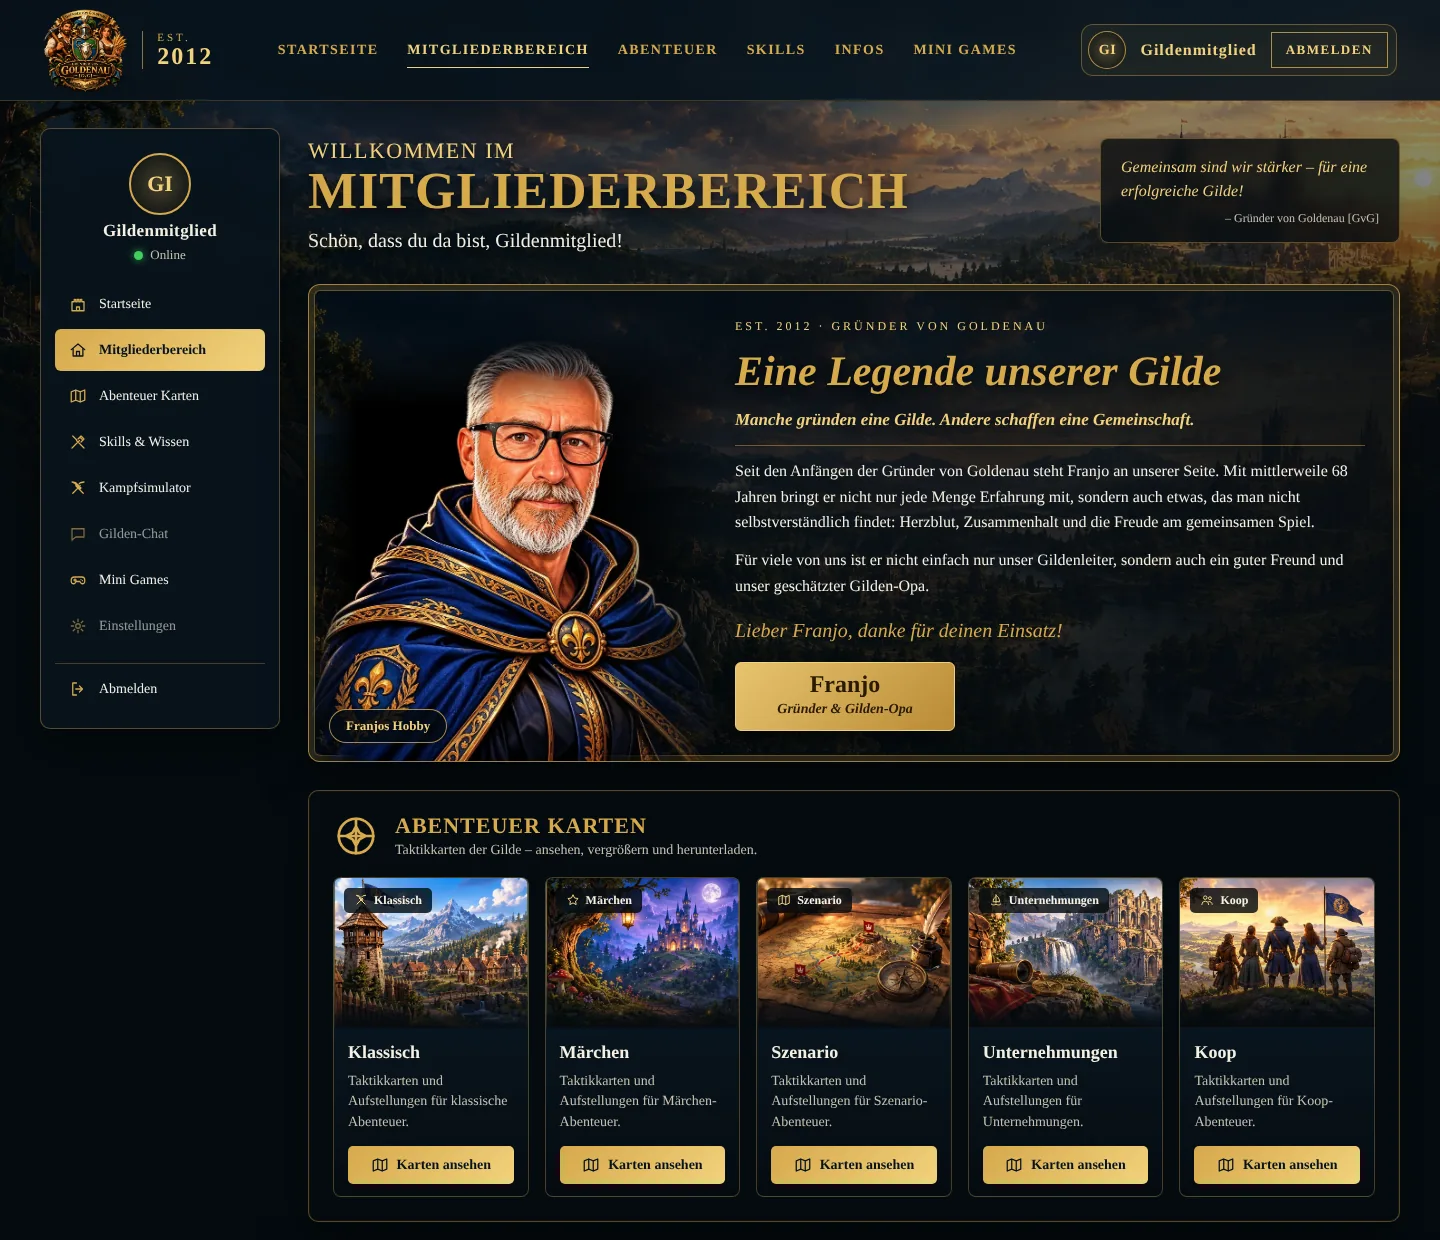 GOLDENAU
EST.
2012
STARTSEITE
MITGLIEDERBEREICH
ABENTEUER
SKILLS
INFOS
MINI GAMES
GI
Gildenmitglied
ABMELDEN
GI
Gildenmitglied
Online
Startseite
Mitgliederbereich
Abenteuer Karten
Skills & Wissen
Kampfsimulator
Gilden-Chat
Mini Games
Einstellungen
Abmelden
WILLKOMMEN IM
MITGLIEDERBEREICH
Schön, dass du da bist, Gildenmitglied!
Gemeinsam sind wir stärker – für eine
erfolgreiche Gilde!
– Gründer von Goldenau [GvG]
EST. 2012 · GRÜNDER VON GOLDENAU
Eine Legende unserer Gilde
Manche gründen eine Gilde. Andere schaffen eine Gemeinschaft.
Seit den Anfängen der Gründer von Goldenau steht Franjo an unserer Seite. Mit mittlerweile 68
Jahren bringt er nicht nur jede Menge Erfahrung mit, sondern auch etwas, das man nicht
selbstverständlich findet: Herzblut, Zusammenhalt und die Freude am gemeinsamen Spiel.
Für viele von uns ist er nicht einfach nur unser Gildenleiter, sondern auch ein guter Freund und
unser geschätzter Gilden-Opa.
Lieber Franjo, danke für deinen Einsatz!
Franjo
Gründer & Gilden-Opa
Franjos Hobby
ABENTEUER KARTEN
Taktikkarten der Gilde – ansehen, vergrößern und herunterladen.
Klassisch
Klassisch
Taktikkarten und
Aufstellungen für klassische
Abenteuer.
Karten ansehen
Märchen
Märchen
Taktikkarten und
Aufstellungen für Märchen-
Abenteuer.
Karten ansehen
Szenario
Szenario
Taktikkarten und
Aufstellungen für Szenario-
Abenteuer.
Karten ansehen
Unternehmungen
Unternehmungen
Taktikkarten und
Aufstellungen für
Unternehmungen.
Karten ansehen
Koop
Koop
Taktikkarten und
Aufstellungen für Koop-
Abenteuer.
Karten ansehen